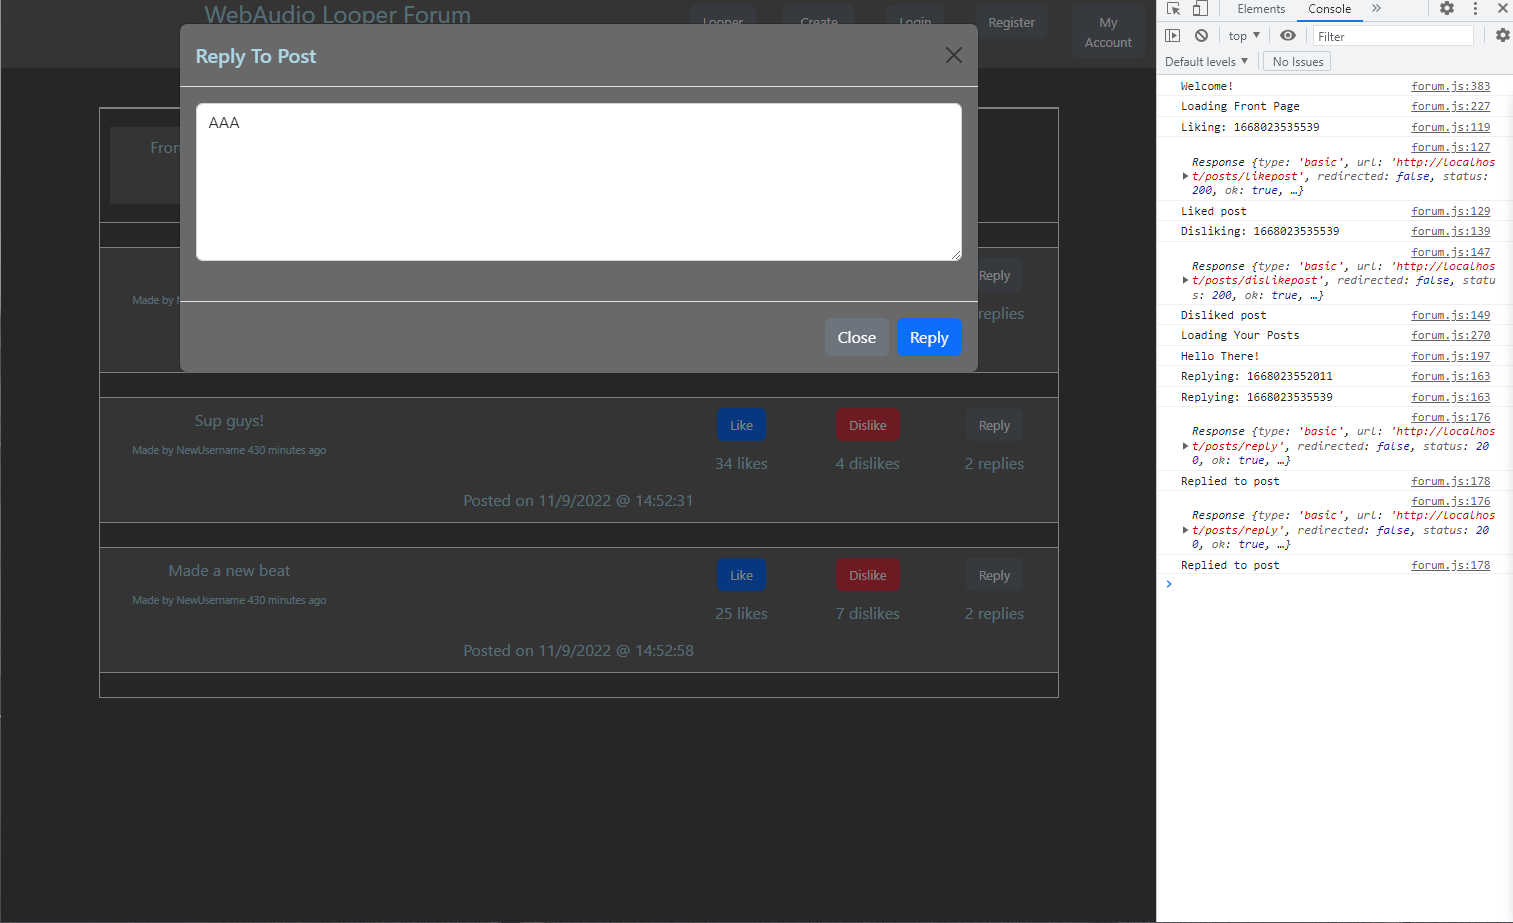 WebAudio Looper Forum
Looper
Create
Login
Register
My
Account
Reply To Post
AAA
Close
Reply
Reply
replies
Made by
Sup guys!
Made by NewUsername 430 minutes ago
Like
Dislike
Reply
34 likes
4 dislikes
2 replies
Posted on 11/9/2022 @ 14:52:31
Made a new beat
Made by NewUsername 430 minutes ago
Like
Dislike
Reply
25 likes
7 dislikes
2 replies
Posted on 11/9/2022 @ 14:52:58
Elements
Console
top
Filter
Default levels
No Issues
Welcome! forum.js:383
Loading Front Page forum.js:227
Liking: 1668023535539 forum.js:119
forum.js:127
Response {type: 'basic', url: 'http://localhos
t/posts/likepost', redirected: false, status:
200, ok: true, …}
Liked post forum.js:129
Disliking: 1668023535539 forum.js:139
forum.js:147
Response {type: 'basic', url: 'http://localhos
t/posts/dislikepost', redirected: false, statu
s: 200, ok: true, …}
Disliked post forum.js:149
Loading Your Posts forum.js:270
Hello There! forum.js:197
Replying: 1668023552011 forum.js:163
Replying: 1668023535539 forum.js:163
forum.js:176
Response {type: 'basic', url: 'http://localhos
t/posts/reply', redirected: false, status: 20
0, ok: true, …}
Replied to post forum.js:178
forum.js:176
Response {type: 'basic', url: 'http://localhos
t/posts/reply', redirected: false, status: 20
0, ok: true, …}
Replied to post forum.js:178